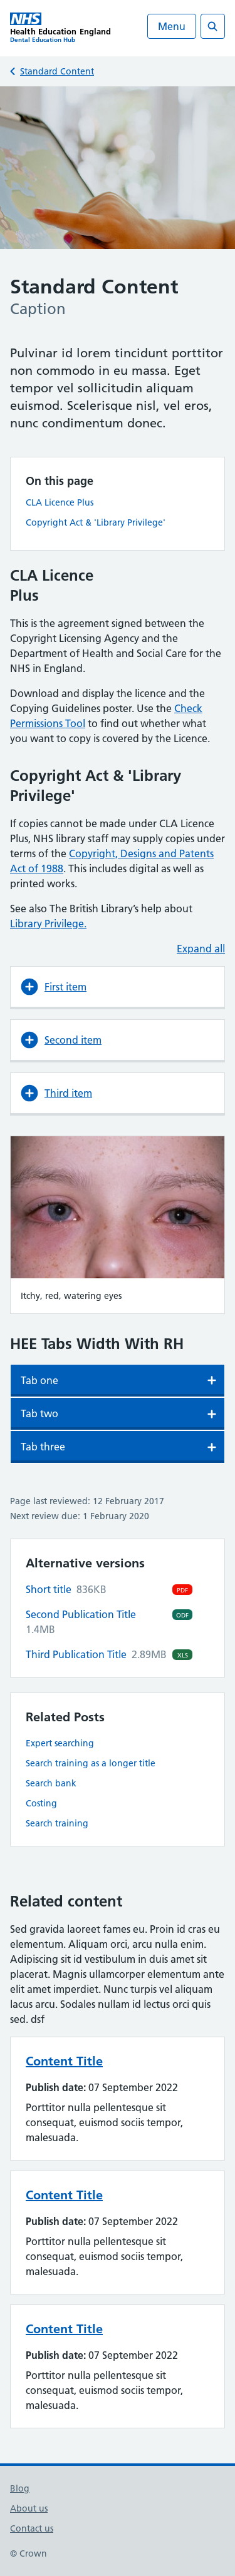 NHS
Health Education England
Dental Education Hub
Menu
Standard Content
Standard Content
Caption
Pulvinar id lorem tincidunt porttitor
non commodo in eu massa. Eget
tempor vel sollicitudin aliquam
euismod. Scelerisque nisl, vel eros,
nunc condimentum donec.
On this page
CLA Licence Plus
Copyright Act & 'Library Privilege'
CLA Licence
Plus
This is the agreement signed between the
Copyright Licensing Agency and the
Department of Health and Social Care for the
NHS in England.
Download and display the licence and the
Copying Guidelines poster. Use the Check
Permissions Tool to find out whether what
you want to copy is covered by the Licence.
Copyright Act & 'Library
Privilege'
If copies cannot be made under CLA Licence
Plus, NHS library staff may supply copies under
terms of the Copyright, Designs and Patents
Act of 1988. This includes digital as well as
printed works.
See also The British Library's help about
Library Privilege.
Expand all
First item
Second item
Third item
Itchy, red, watering eyes
HEE Tabs Width With RH
Tab one
Tab two
Tab three
Page last reviewed: 12 February 2017
Next review due: 1 February 2020
Alternative versions
Short title 836KB PDF
Second Publication Title ODF
1.4MB
Third Publication Title 2.89MB XLS
Related Posts
Expert searching
Search training as a longer title
Search bank
Costing
Search training
Related content
Sed gravida laoreet fames eu. Proin id cras eu
elementum. Aliquam orci, arcu nulla enim.
Adipiscing sit id vestibulum in duis amet sit
placerat. Magnis ullamcorper elementum ante
elit amet imperdiet. Nunc turpis vel aliquam
lacus arcu. Sodales nullam id lectus orci quis
sed. dsf
Content Title
Publish date: 07 September 2022
Porttitor nulla pellentesque sit
consequat, euismod sociis tempor,
malesuada.
Content Title
Publish date: 07 September 2022
Porttitor nulla pellentesque sit
consequat, euismod sociis tempor,
malesuada.
Content Title
Publish date: 07 September 2022
Porttitor nulla pellentesque sit
consequat, euismod sociis tempor,
malesuada.
Blog
About us
Contact us
© Crown